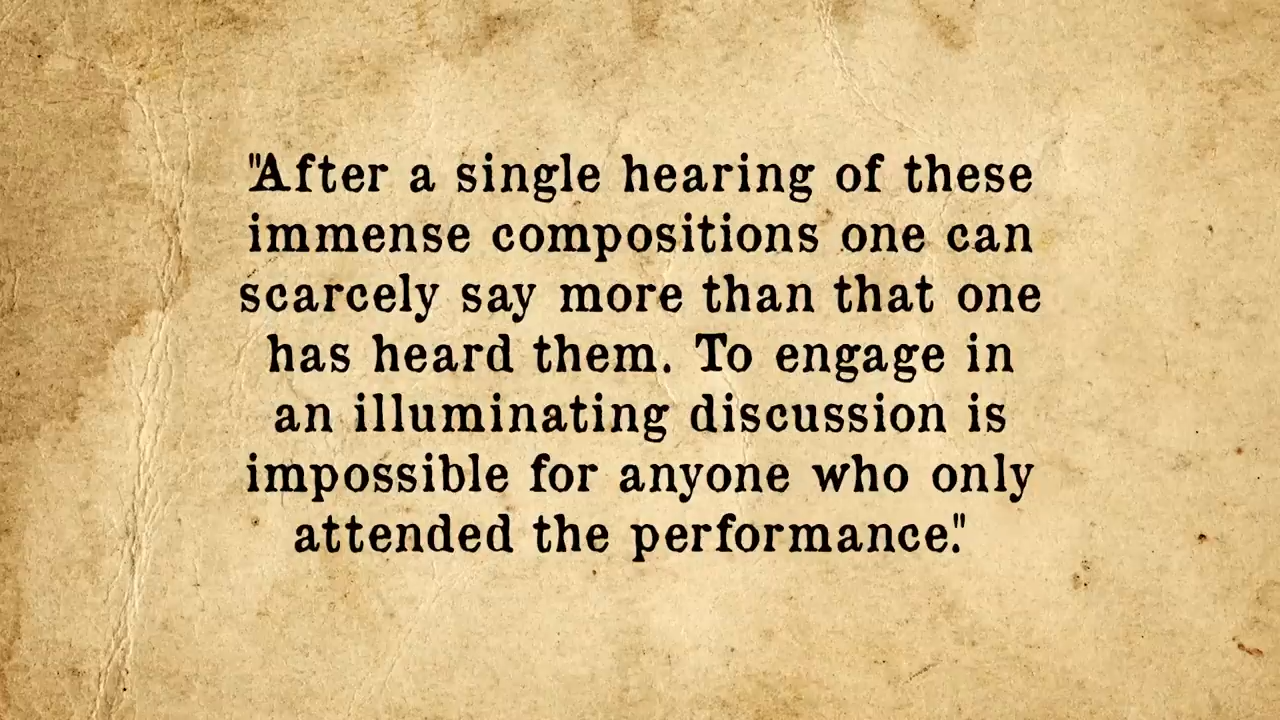 "After a single hearing of these
immense compositions one can
scarcely say more than that one
has heard them. To engage in
an illuminating discussion is
impossible for anyone who only
attended the performance."